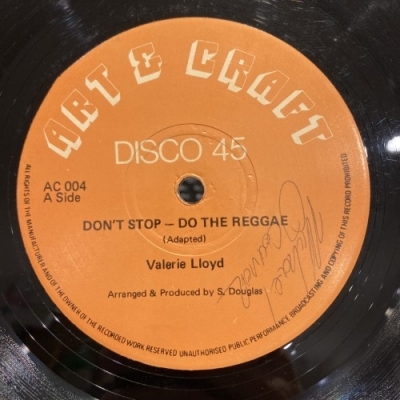 ART & CRAFT
DISCO 45
AC 004
A Side
DON'T STOP — DO THE REGGAE
(Adapted)
Valerie Lloyd
Arranged & Produced by S. Douglas
ALL RIGHTS OF THE MANUFACTURER AND OF THE OWNER OF THE RECORDED WORK RESERVED UNAUTHORISED PUBLIC PERFORMANCE, BROADCASTING AND COPYING OF THIS RECORD PROHIBITED